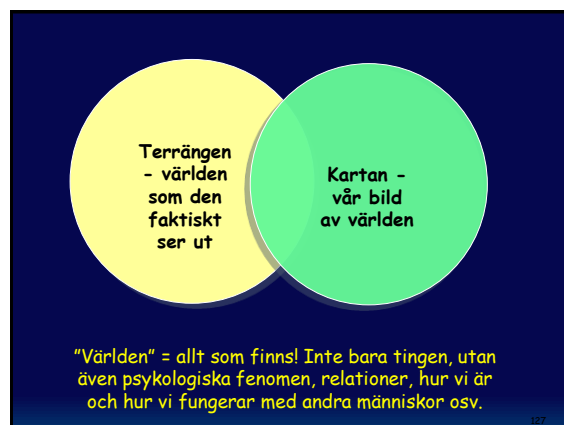 Terrängen
- världen
som den
faktiskt
ser ut
Kartan -
vår bild
av världen
”Världen” = allt som finns! Inte bara tingen, utan
även psykologiska fenomen, relationer, hur vi är
och hur vi fungerar med andra människor osv.
127